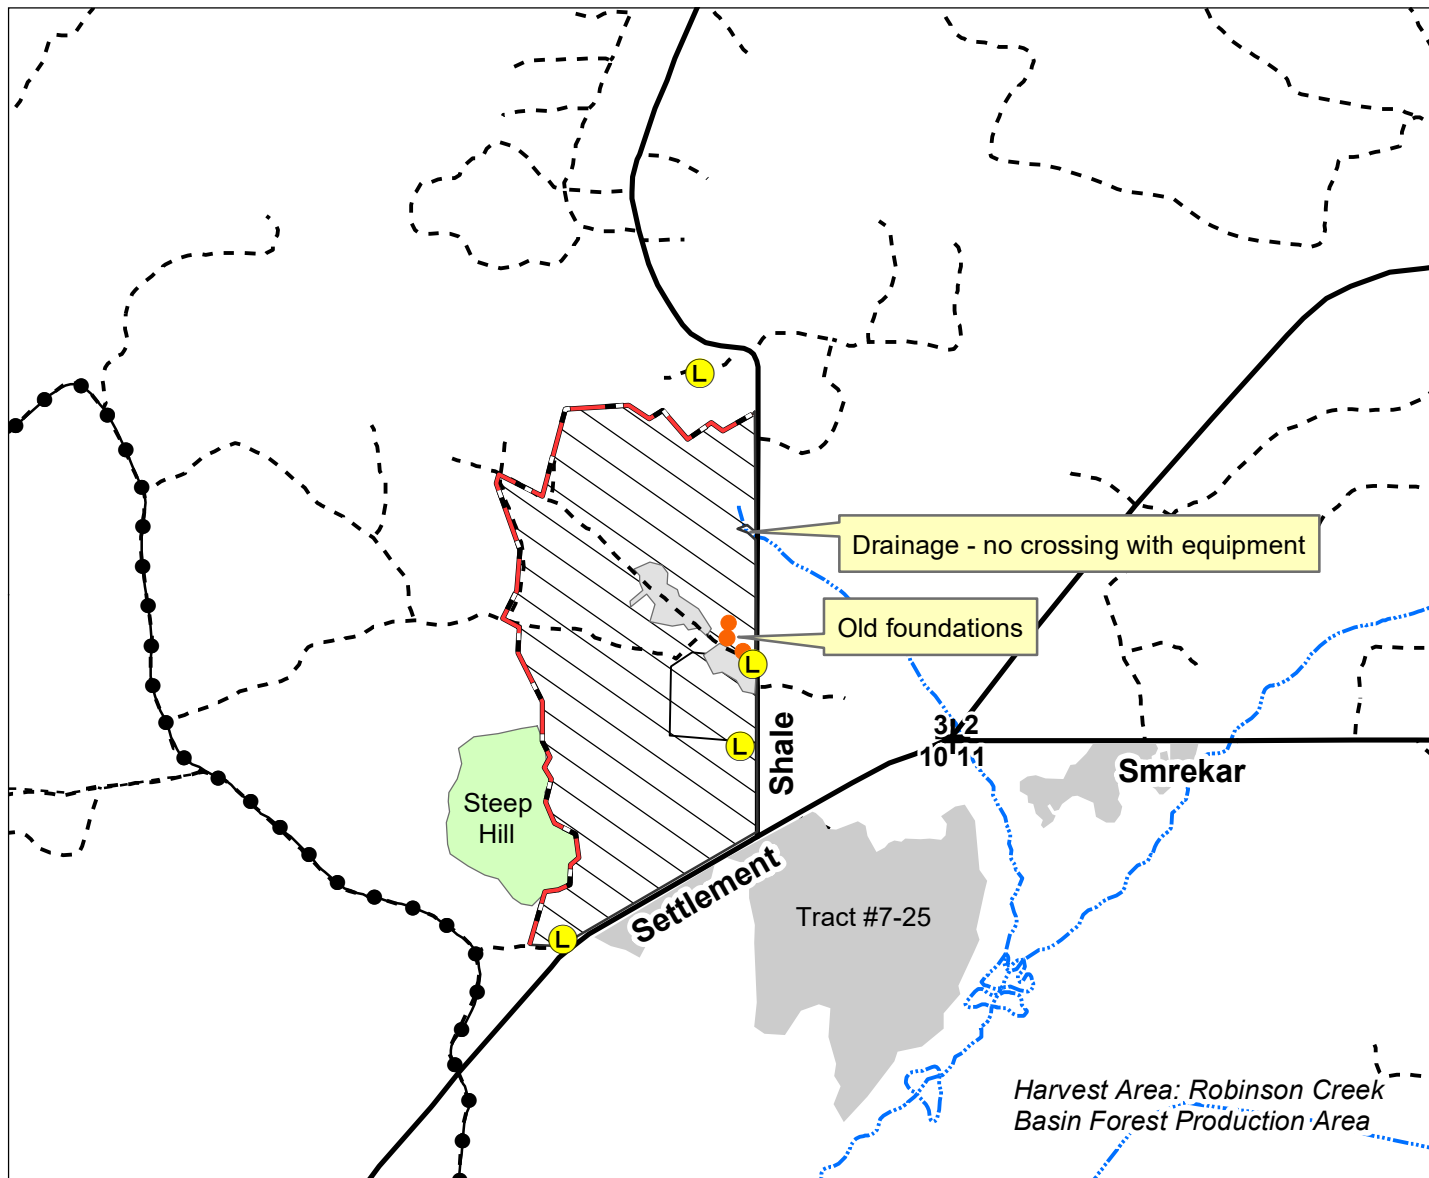 L
Drainage - no crossing with equipment
Old foundations
L
Shale
3 2
10 11
L
Smrekar
Steep
Hill
Settlement
Tract #7-25
L
Harvest Area: Robinson Creek
Basin Forest Production Area